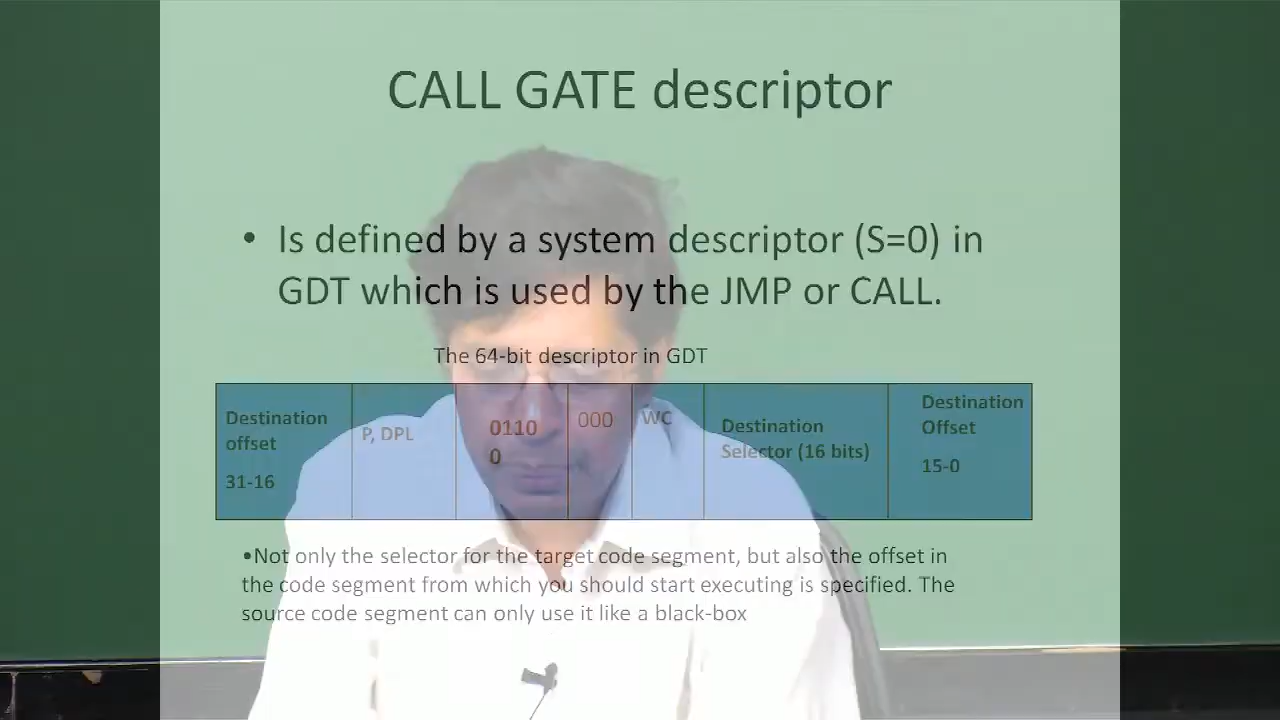 CALL GATE descriptor
• Is defined by a system descriptor (S=0) in
GDT which is used by the JMP or CALL.
The 64-bit descriptor in GDT
Destination
offset
31-16
P, DPL
0110
0
000
WC
Destination
Selector (16 bits)
Destination
Offset
15-0
•Not only the selector for the target code segment, but also the offset in
the code segment from which you should start executing is specified. The
source code segment can only use it like a black-box